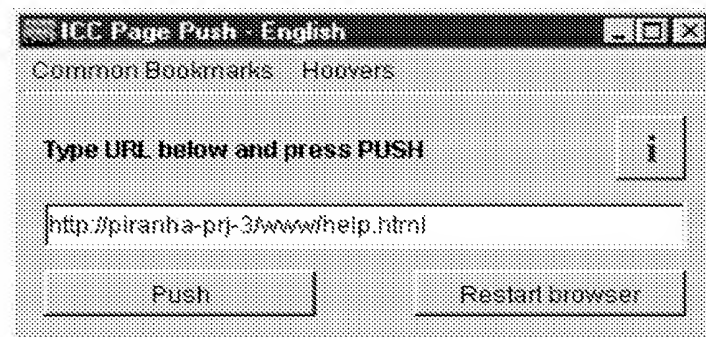 ICC Page Push - English
Common Bookmarks Hoovers
Type URL below and press PUSH
i
http://piranha-prj-3/www/help.html
Push Restart browser